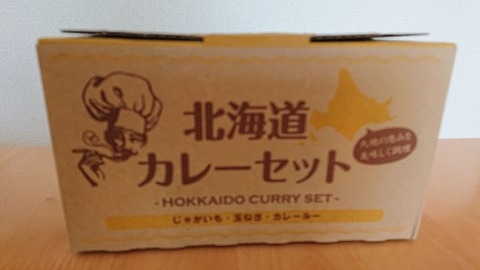 北海道
カレーセット
大地の恵みを
美味しく調理
- HOKKAIDO CURRY SET -
じゃがいも・玉ねぎ・カレールー